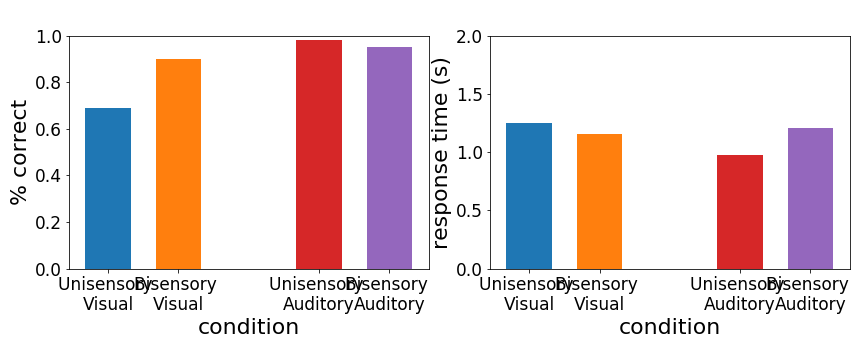 % correct
1.0
0.8
0.6
0.4
0.2
0.0
Unisensory Visual
Bisensory Visual
Unisensory Auditory
Bisensory Auditory
condition
response time (s)
2.0
1.5
1.0
0.5
0.0
Unisensory Visual
Bisensory Visual
Unisensory Auditory
Bisensory Auditory
condition